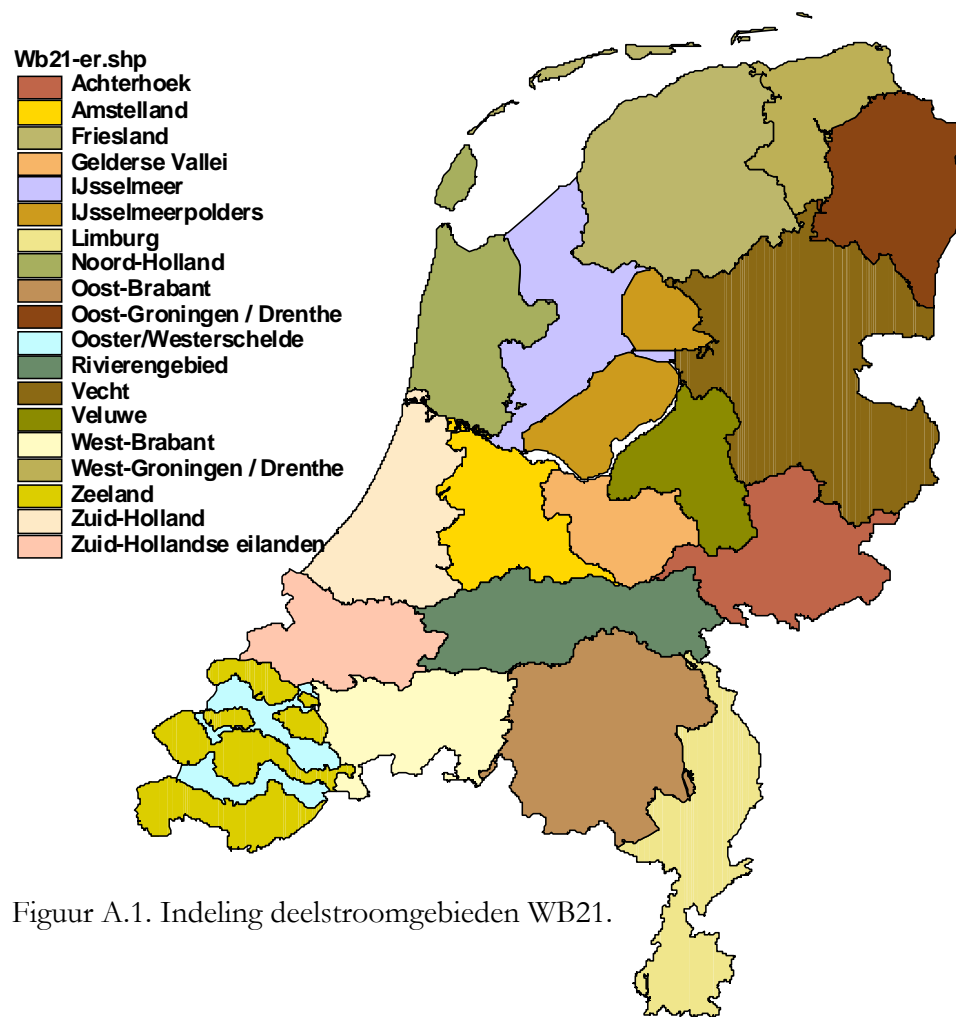 Wb21-er.shp
Achterhoek
Amstelland
Friesland
Gelderse Vallei
IJsselmeer
IJsselmeerpolders
Limburg
Noord-Holland
Oost-Brabant
Oost-Groningen / Drenthe
Ooster/Westerschelde
Rivierengebied
Vecht
Veluwe
West-Brabant
West-Groningen / Drenthe
Zeeland
Zuid-Holland
Zuid-Hollandse eilanden
Figuur A.1. Indeling deelstroomgebieden WB21.